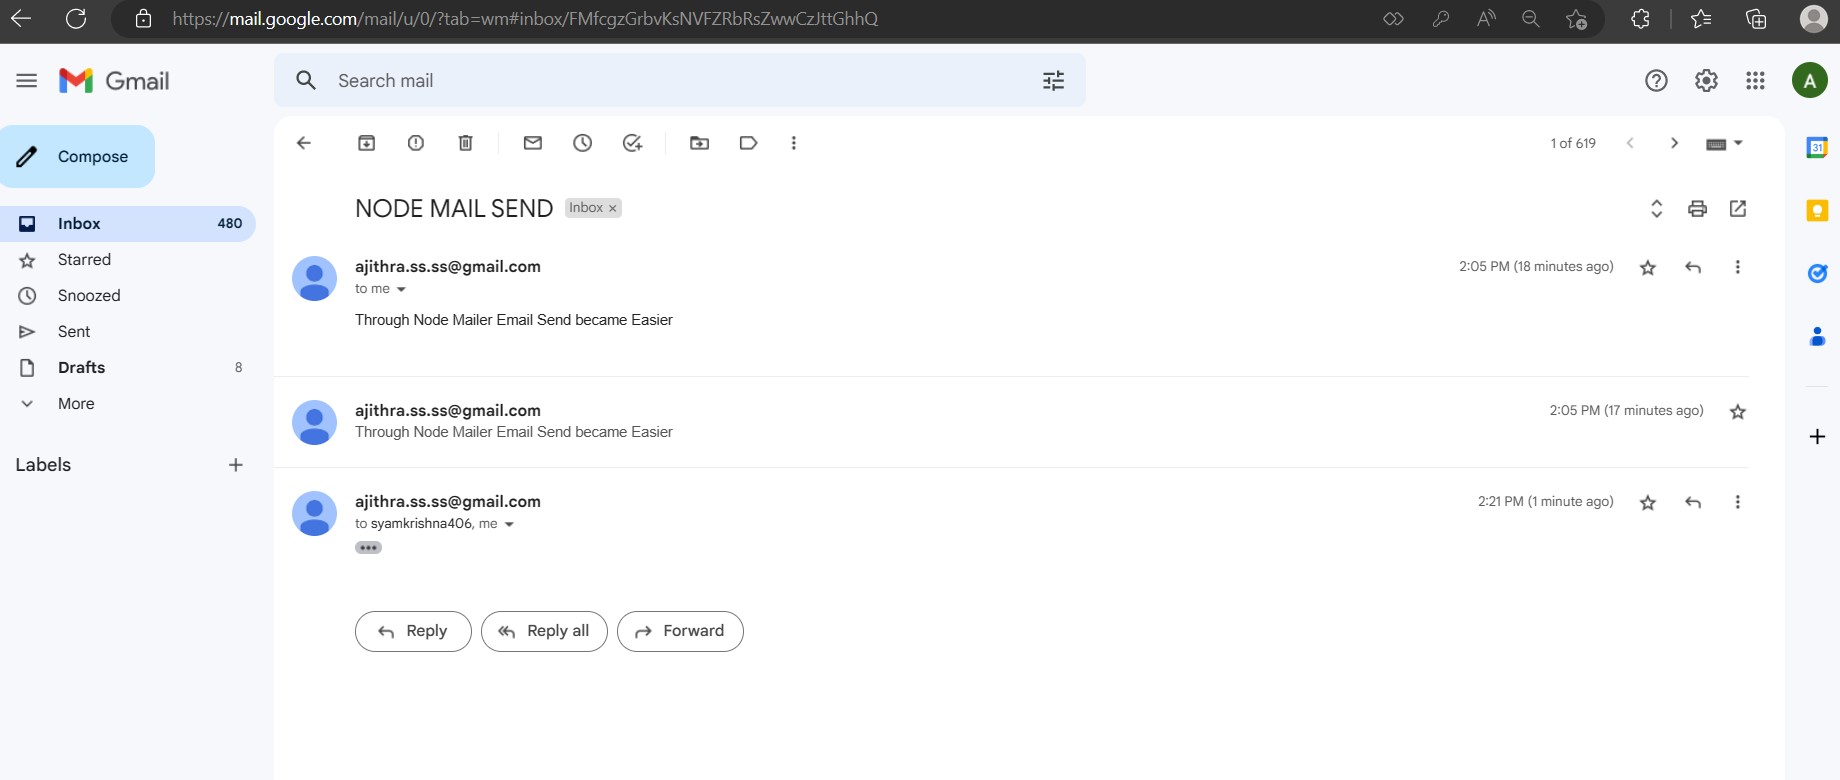 https://mail.google.com/mail/u/0/?tab=wm#inbox/FMfcgzGrbvKsNVFZRbRsZwwCzJttGhhQ
Gmail
Search mail
A
Compose
1 of 619
31
NODE MAIL SEND Inbox ×
Inbox 480
Starred
Snoozed
Sent
Drafts 8
More
Labels +
ajithra.ss.ss@gmail.com 2:05 PM (18 minutes ago)
to me
Through Node Mailer Email Send became Easier
ajithra.ss.ss@gmail.com 2:05 PM (17 minutes ago)
Through Node Mailer Email Send became Easier
ajithra.ss.ss@gmail.com 2:21 PM (1 minute ago)
to syamkrishna406, me
Reply Reply all Forward